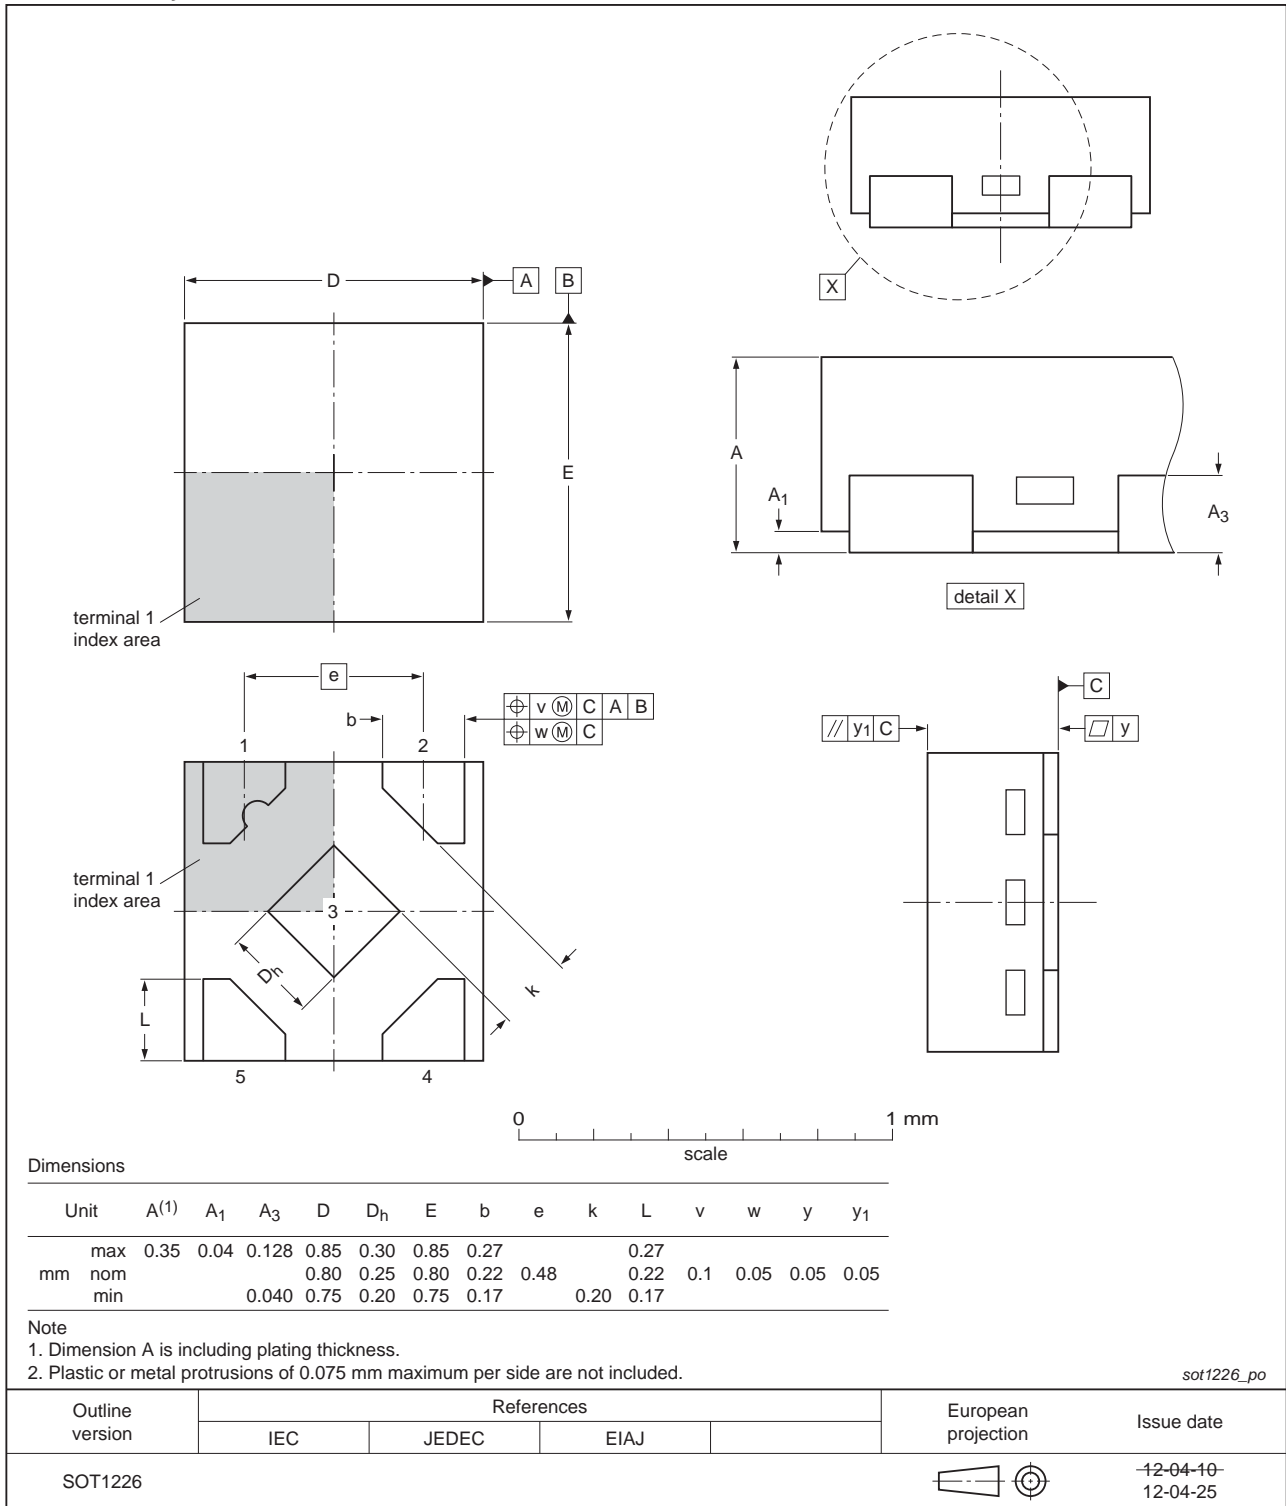 X
D
A
B
E
terminal 1
index area
A
A1
A3
detail X
e
b
v M C A B
w M C
1
2
terminal 1
index area
3
Dh
k
L
5
4
C
// y1 C
y
0
1 mm
scale
Dimensions
Unit A(1) A1 A3 D Dh E b e k L v w y y1
max 0.35 0.04 0.128 0.85 0.30 0.85 0.27 0.27
mm nom 0.80 0.25 0.80 0.22 0.48 0.22 0.1 0.05 0.05 0.05
min 0.040 0.75 0.20 0.75 0.17 0.20 0.17
Note
1. Dimension A is including plating thickness.
2. Plastic or metal protrusions of 0.075 mm maximum per side are not included.
sot1226_po
Outline
version
References
IEC JEDEC EIAJ
European
projection
Issue date
SOT1226
12-04-10
12-04-25